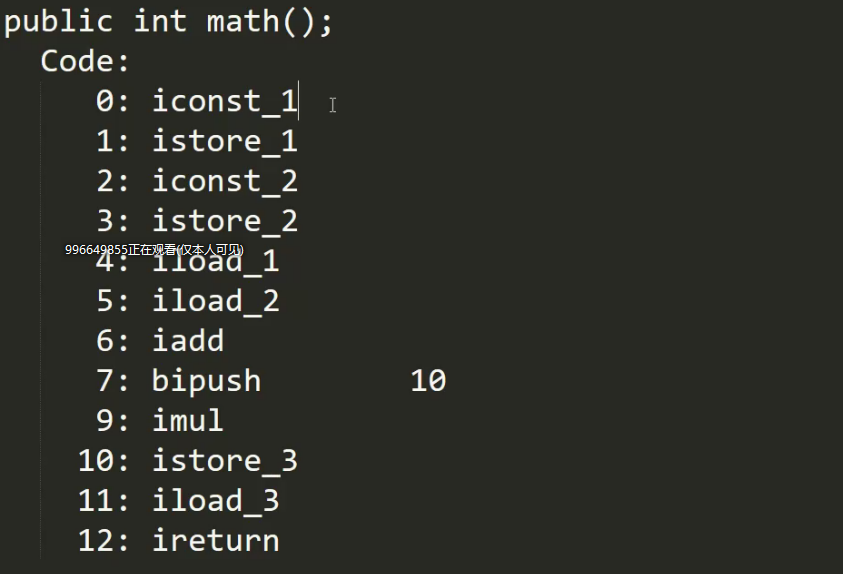 public int math();
Code:
0: iconst_1
1: istore_1
2: iconst_2
3: istore_2
996649855正在观看(仅本人可见)
4: iload_1
5: iload_2
6: iadd
7: bipush 10
9: imul
10: istore_3
11: iload_3
12: ireturn